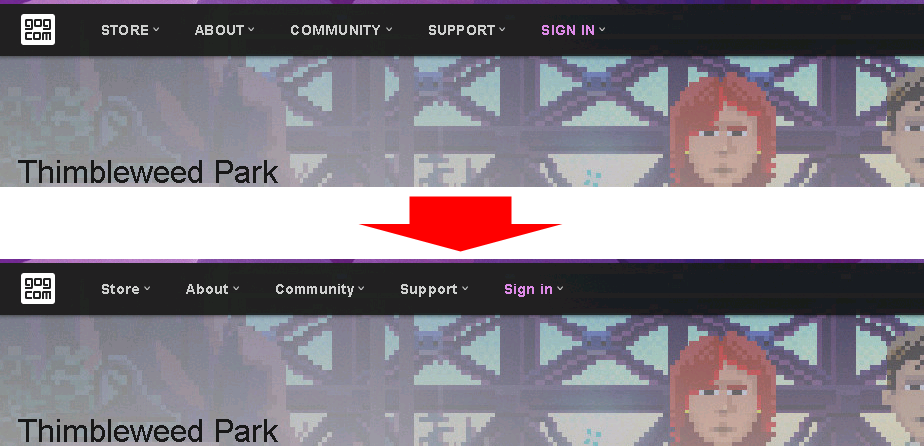 gog
com
STORE ABOUT COMMUNITY SUPPORT SIGN IN
Thimbleweed Park
gog
com
Store About Community Support Sign in
Thimbleweed Park